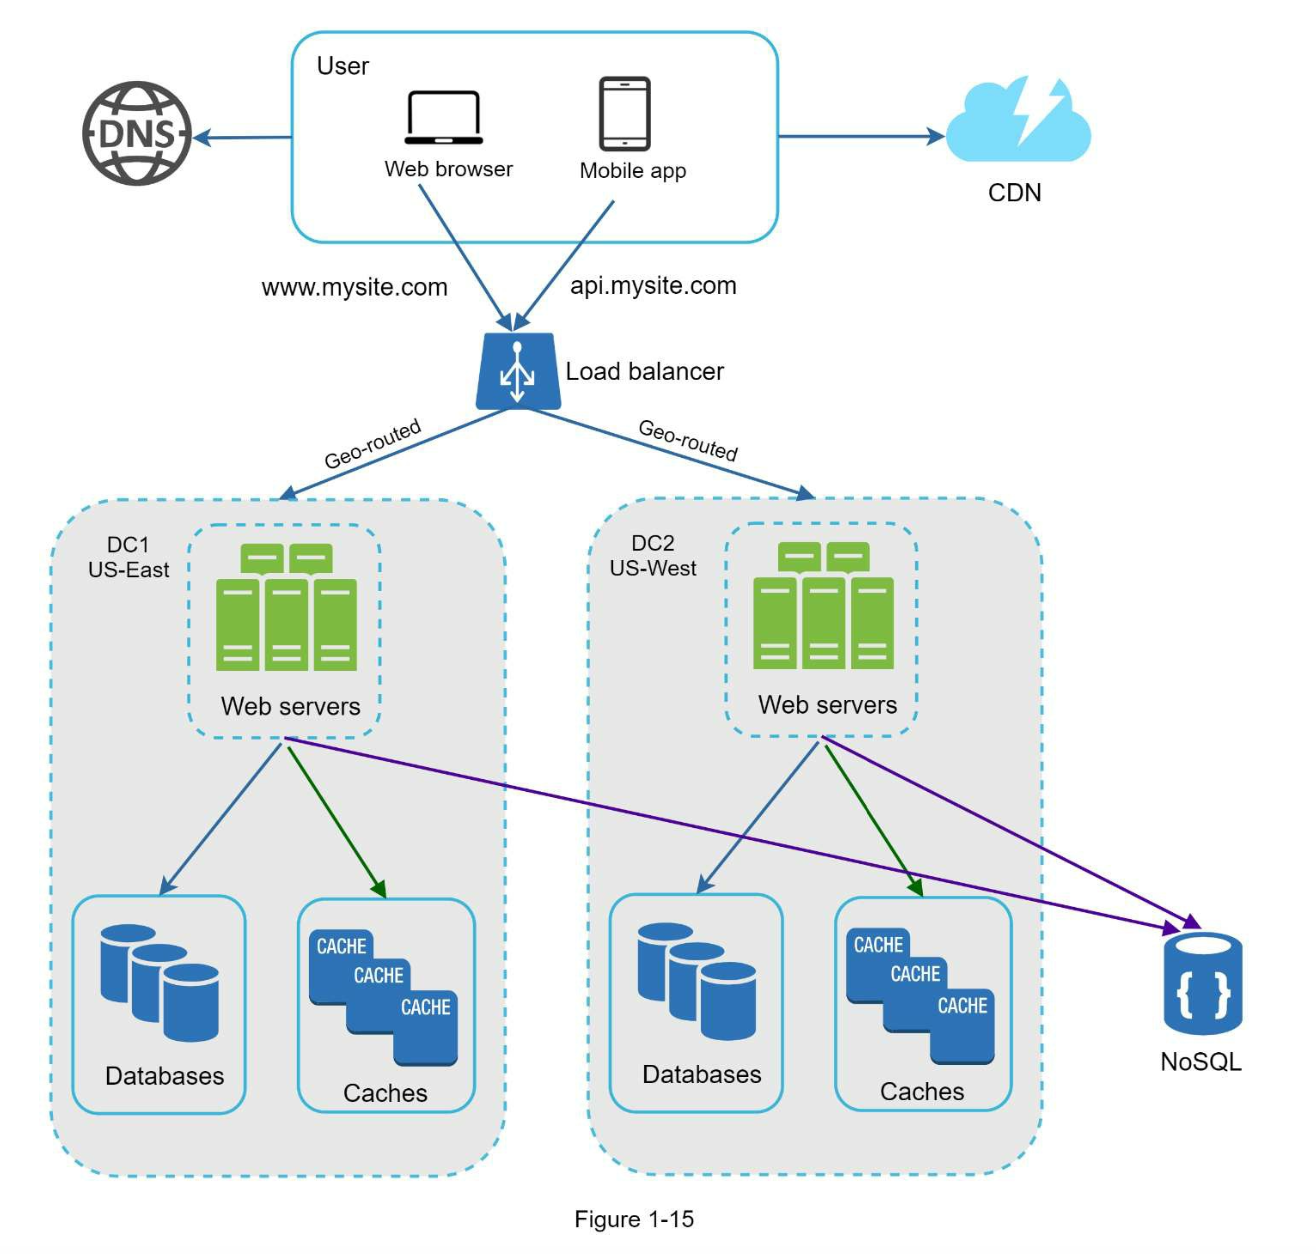 User
DNS
Web browser
Mobile app
CDN
www.mysite.com
api.mysite.com
Load balancer
Geo-routed
Geo-routed
DC1
US-East
Web servers
DC2
US-West
Web servers
Databases
CACHE
CACHE
CACHE
Caches
Databases
CACHE
CACHE
CACHE
Caches
{ }
NoSQL
Figure 1-15